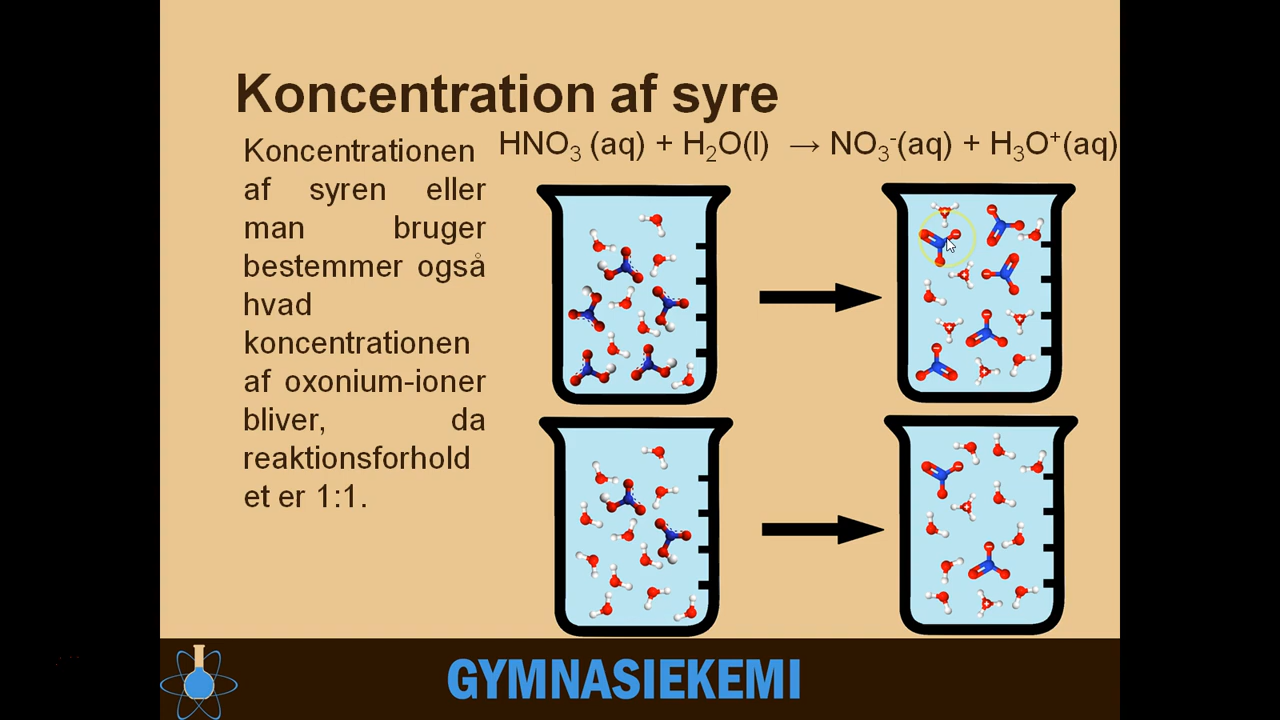 Koncentration af syre
HNO₃ (aq) + H₂O(l) → NO₃⁻(aq) + H₃O⁺(aq)
Koncentrationen
af syren eller
man bruger
bestemmer også
hvad
koncentrationen
af oxonium-ioner
bliver, da
reaktionsforhold
et er 1:1.
GYMNASIEKEMI